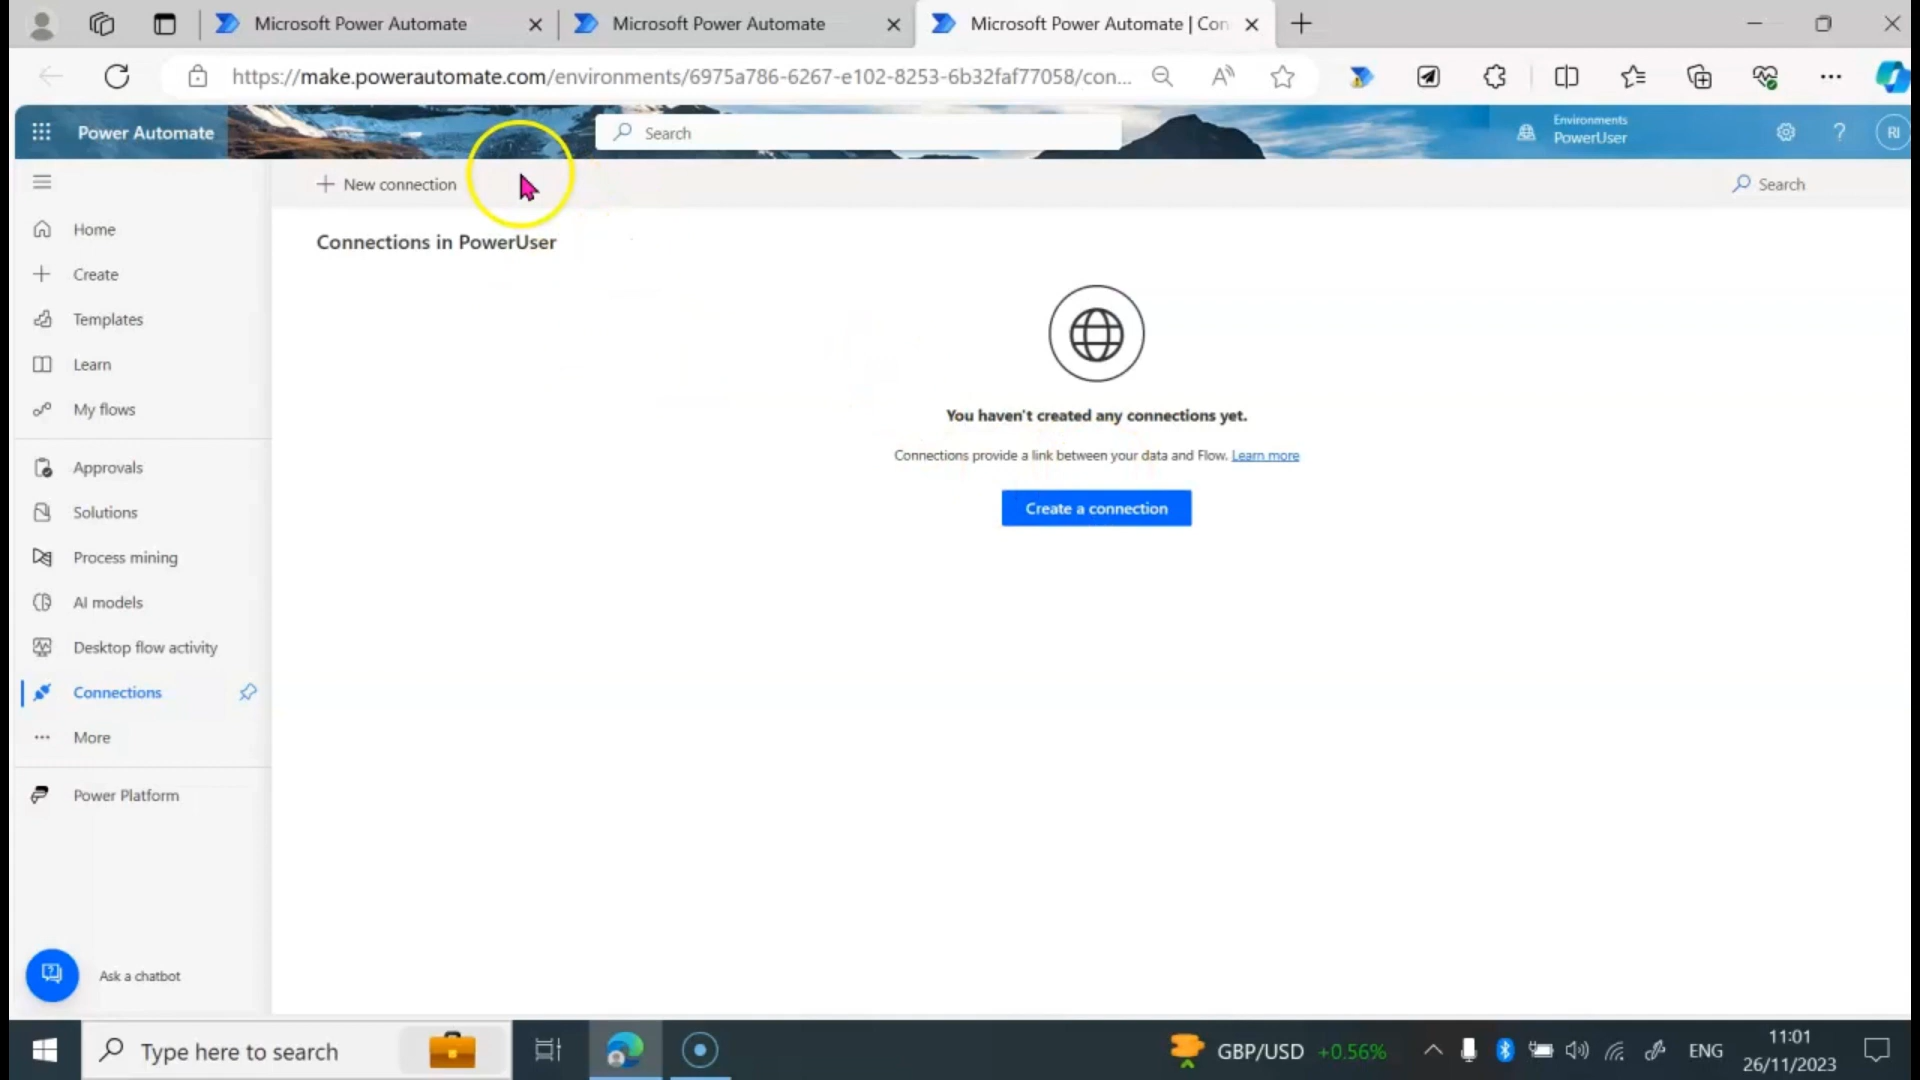 Microsoft Power Automate
Microsoft Power Automate
Microsoft Power Automate | Con
https://make.powerautomate.com/environments/6975a786-6267-e102-8253-6b32faf77058/con...
Power Automate
Search
Environments
PowerUser
?
RI
New connection
Search
Home
Connections in PowerUser
Create
Templates
Learn
My flows
You haven't created any connections yet.
Connections provide a link between your data and Flow. Learn more
Approvals
Create a connection
Solutions
Process mining
AI models
Desktop flow activity
Connections
More
Power Platform
Ask a chatbot
Type here to search
GBP/USD +0.56%
ENG
11:01
26/11/2023